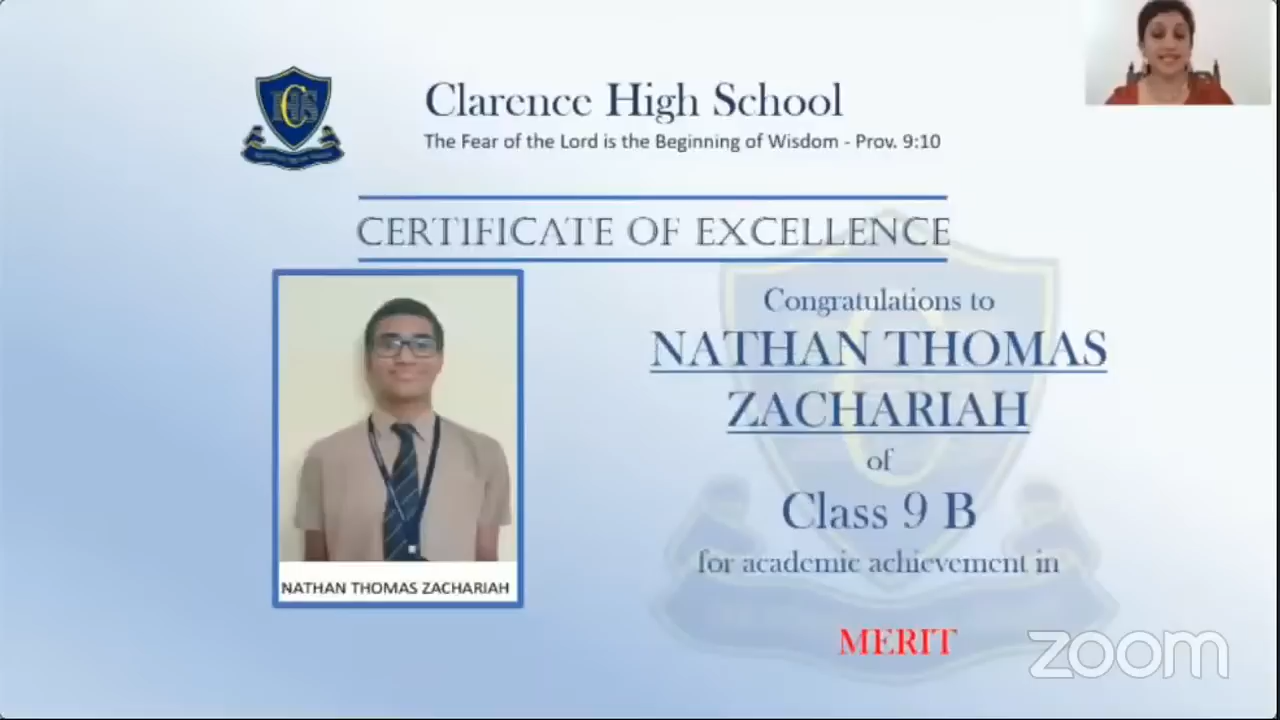 Clarence High School
The Fear of the Lord is the Beginning of Wisdom - Prov. 9:10
CERTIFICATE OF EXCELLENCE
Congratulations to
NATHAN THOMAS
ZACHARIAH
of
Class 9 B
for academic achievement in
MERIT
NATHAN THOMAS ZACHARIAH
CHS
zoom